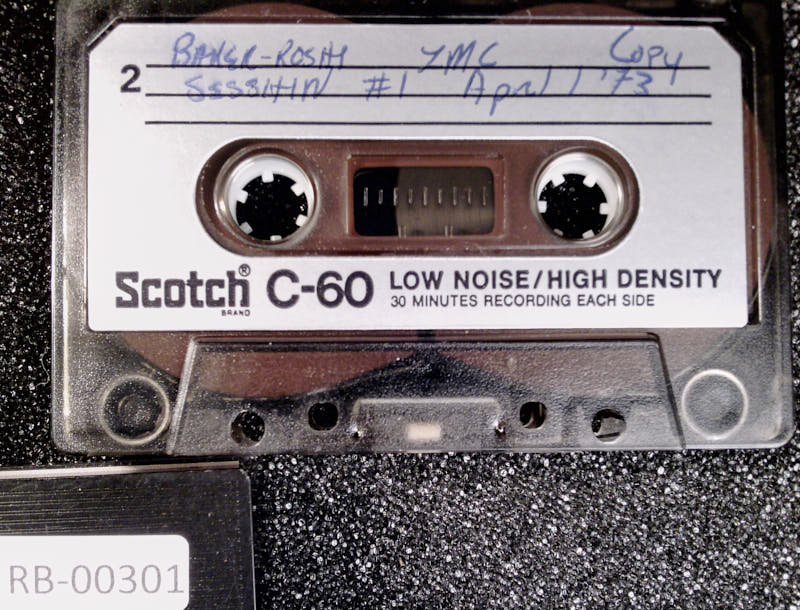 BAKER-ROSHI ZMC Copy
2
SESSHIN #1 April 1 '73
Scotch® C-60 LOW NOISE/HIGH DENSITY
BRAND 30 MINUTES RECORDING EACH SIDE
RB-00301